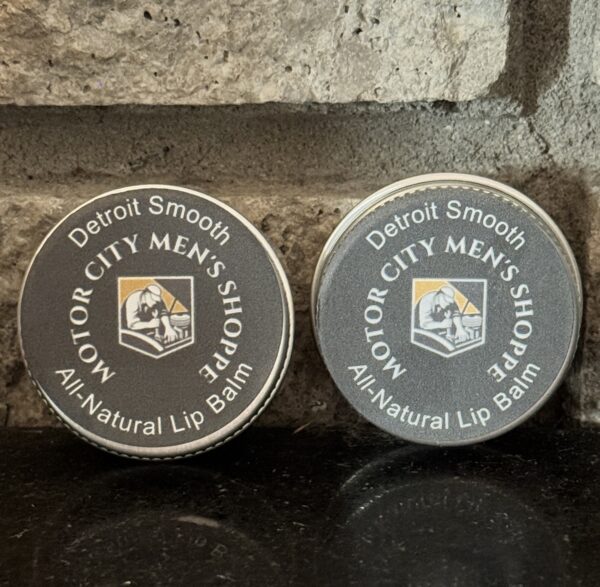 Detroit Smooth
MOTOR CITY MEN'S SHOPPE
All-Natural Lip Balm
Detroit Smooth
MOTOR CITY MEN'S SHOPPE
All-Natural Lip Balm